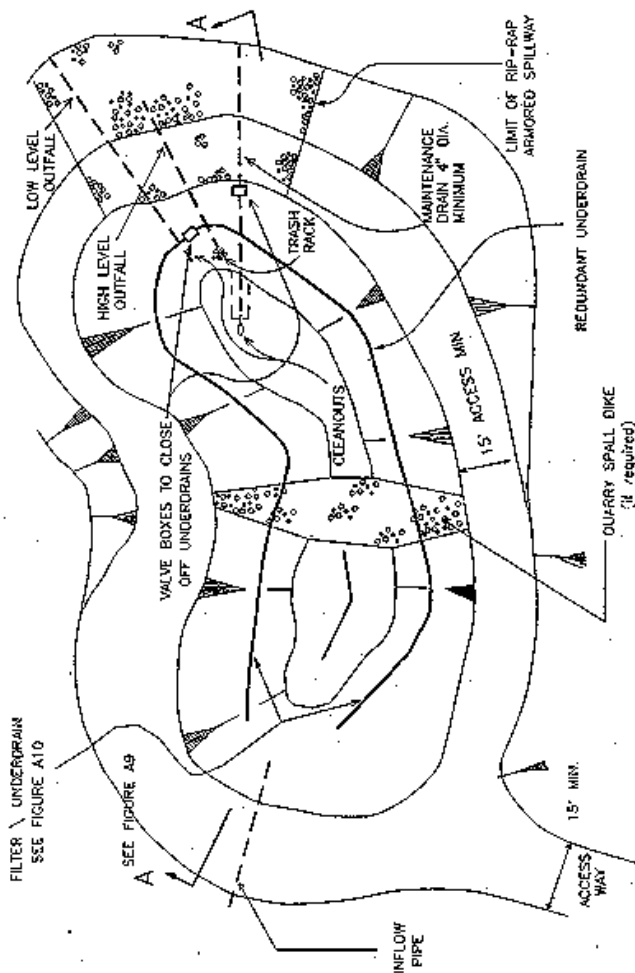 A
LOW LEVEL
OUTFALL
HIGH LEVEL
OUTFALL
TRASH
RACK
MAINTENANCE
DRAIN 4" DIA.
MINIMUM
LIMIT OF RIP-RAP
ARMORED SPILLWAY
REDUNDANT UNDERDRAIN
VALVE BOXES TO CLOSE
OFF UNDERDRAINS
CLEANOUTS
15' ACCESS MIN
QUARRY SPALL DIKE
(if required)
FILTER \ UNDERDRAIN
SEE FIGURE A10
SEE FIGURE A9
A
15' MIN.
ACCESS
WAY
INFLOW
PIPE